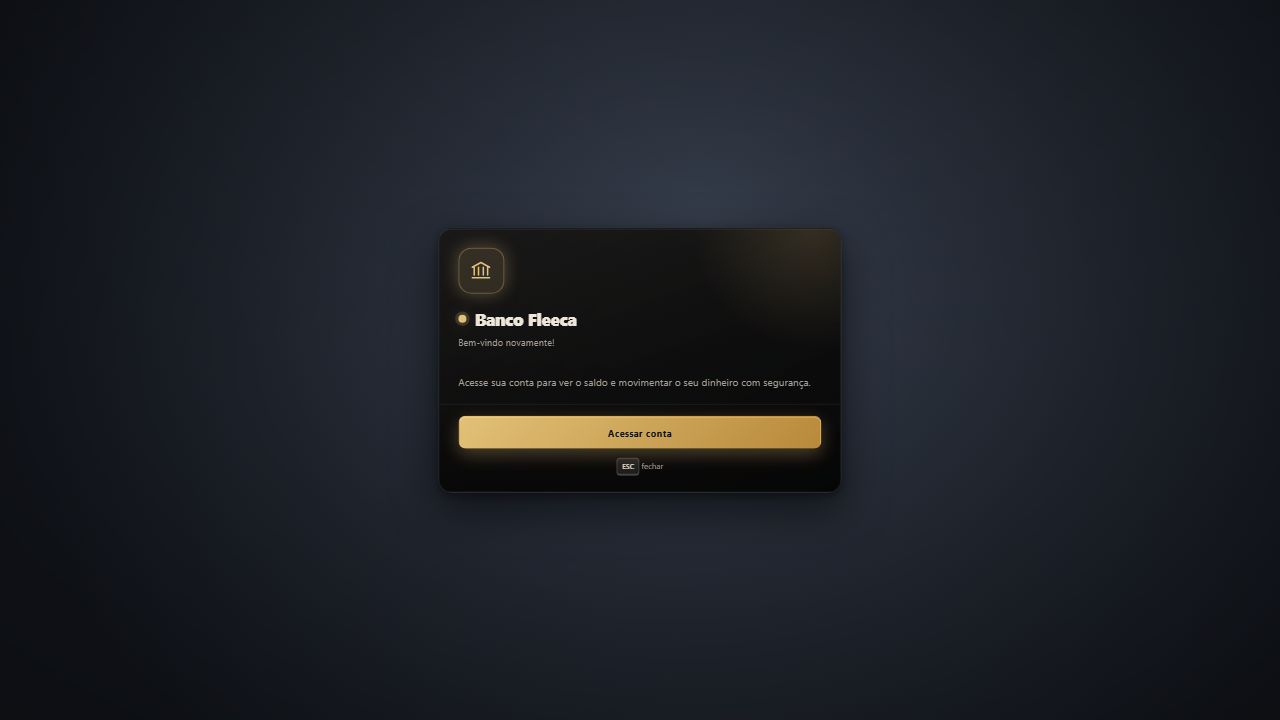 Banco Fleeca
Bem-vindo novamente!
Acesse sua conta para ver o saldo e movimentar o seu dinheiro com segurança.
Acessar conta
ESC fechar